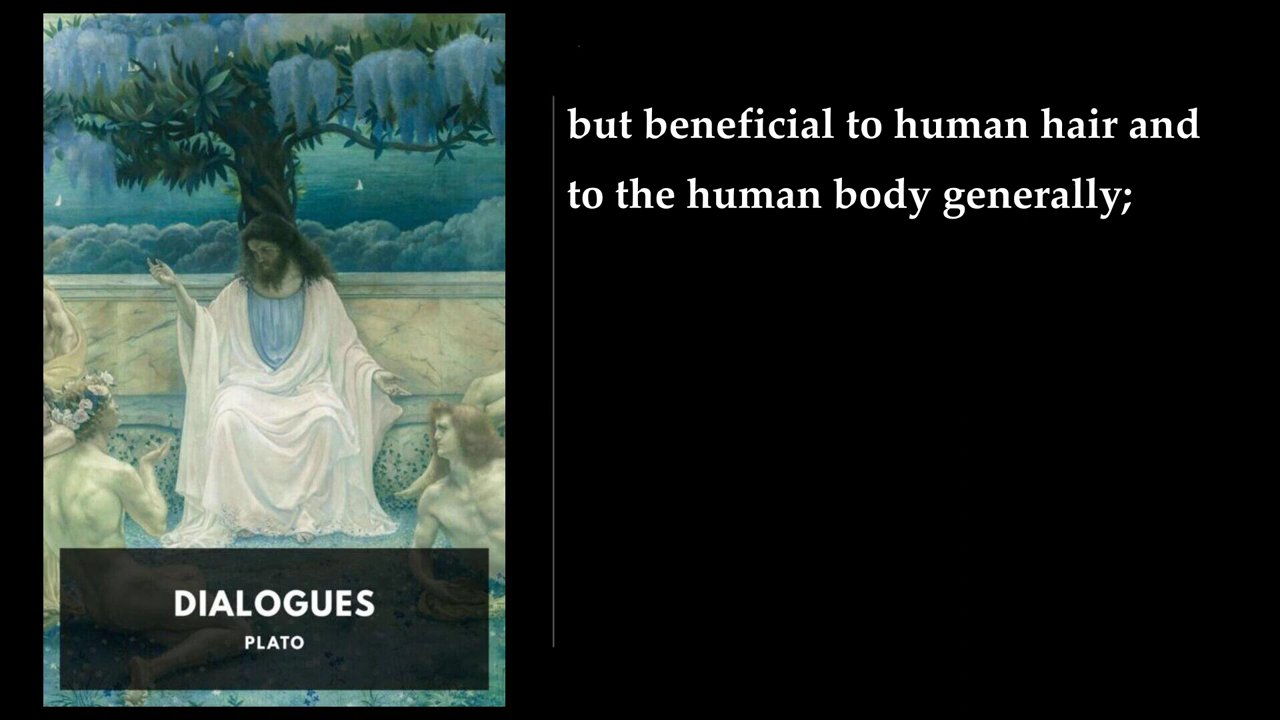 but beneficial to human hair and
to the human body generally;
DIALOGUES
PLATO